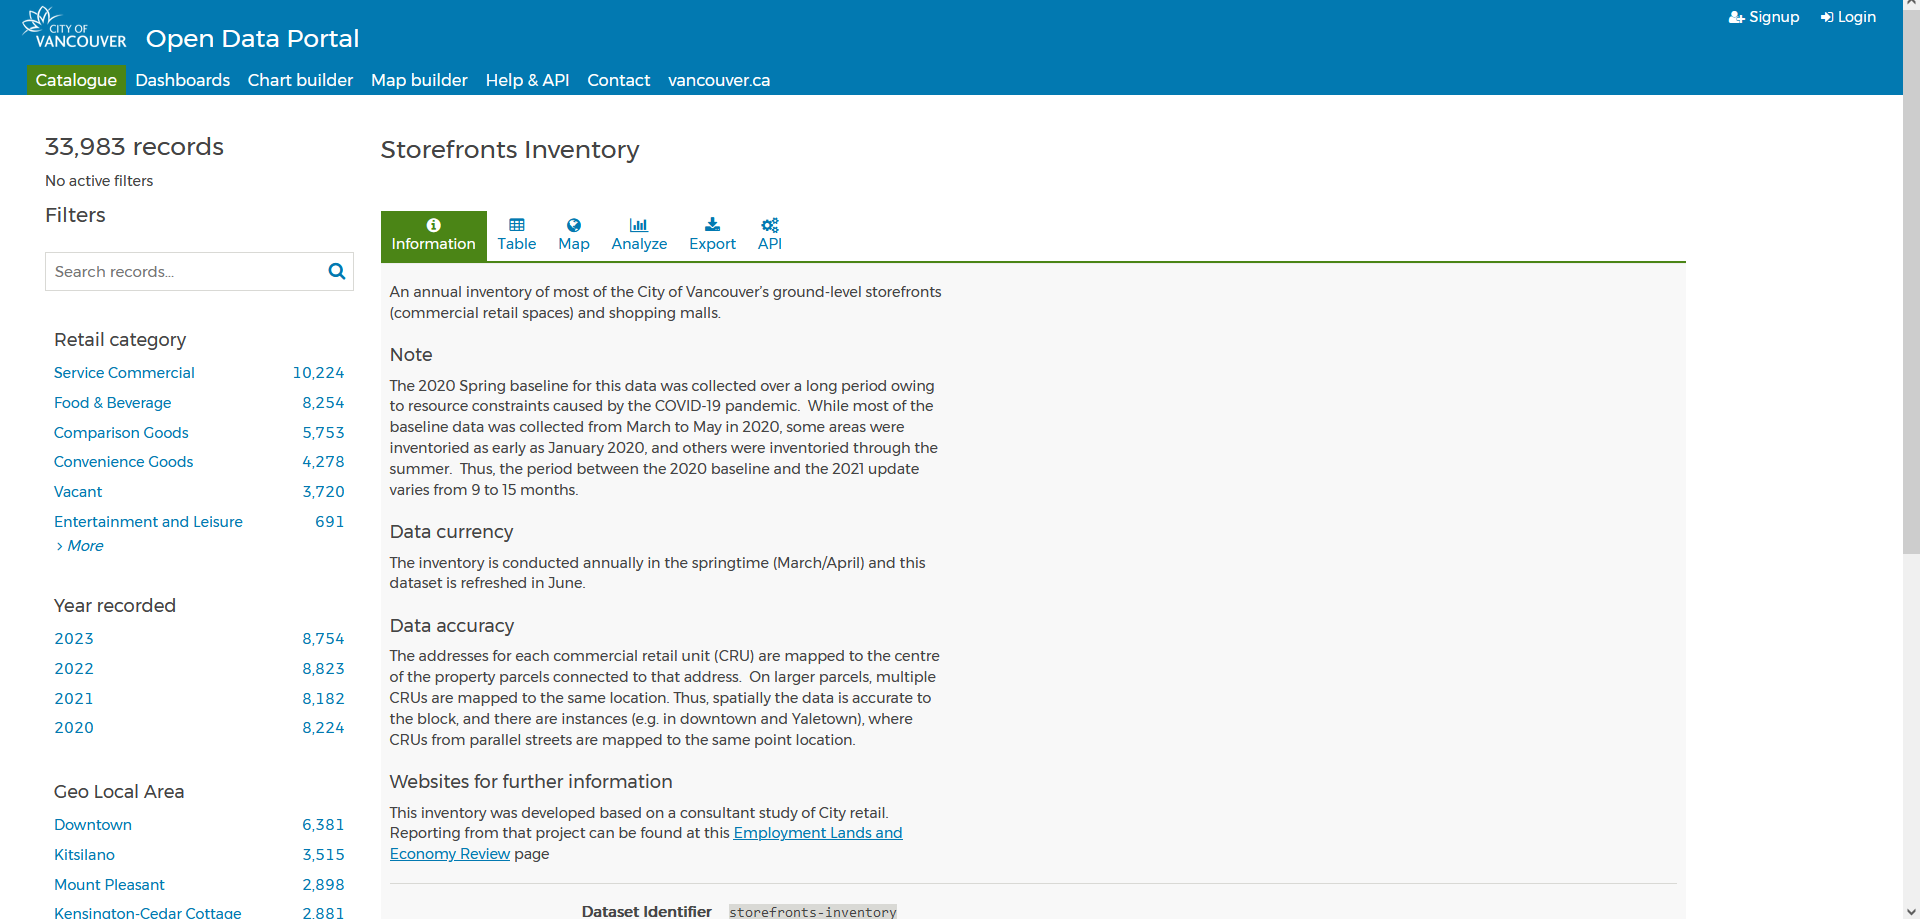 CITY OF
VANCOUVER
Open Data Portal
Signup
Login
Catalogue
Dashboards
Chart builder
Map builder
Help & API
Contact
vancouver.ca
33,983 records
No active filters
Filters
Search records...
Retail category
Service Commercial 10,224
Food & Beverage 8,254
Comparison Goods 5,753
Convenience Goods 4,278
Vacant 3,720
Entertainment and Leisure 691
> More
Year recorded
2023 8,754
2022 8,823
2021 8,182
2020 8,224
Geo Local Area
Downtown 6,381
Kitsilano 3,515
Mount Pleasant 2,898
Kensington-Cedar Cottage 2,881
Storefronts Inventory
Information
Table
Map
Analyze
Export
API
An annual inventory of most of the City of Vancouver's ground-level storefronts
(commercial retail spaces) and shopping malls.
Note
The 2020 Spring baseline for this data was collected over a long period owing
to resource constraints caused by the COVID-19 pandemic. While most of the
baseline data was collected from March to May in 2020, some areas were
inventoried as early as January 2020, and others were inventoried through the
summer. Thus, the period between the 2020 baseline and the 2021 update
varies from 9 to 15 months.
Data currency
The inventory is conducted annually in the springtime (March/April) and this
dataset is refreshed in June.
Data accuracy
The addresses for each commercial retail unit (CRU) are mapped to the centre
of the property parcels connected to that address. On larger parcels, multiple
CRUs are mapped to the same location. Thus, spatially the data is accurate to
the block, and there are instances (e.g. in downtown and Yaletown), where
CRUs from parallel streets are mapped to the same point location.
Websites for further information
This inventory was developed based on a consultant study of City retail.
Reporting from that project can be found at this Employment Lands and
Economy Review page
Dataset Identifier storefronts-inventory